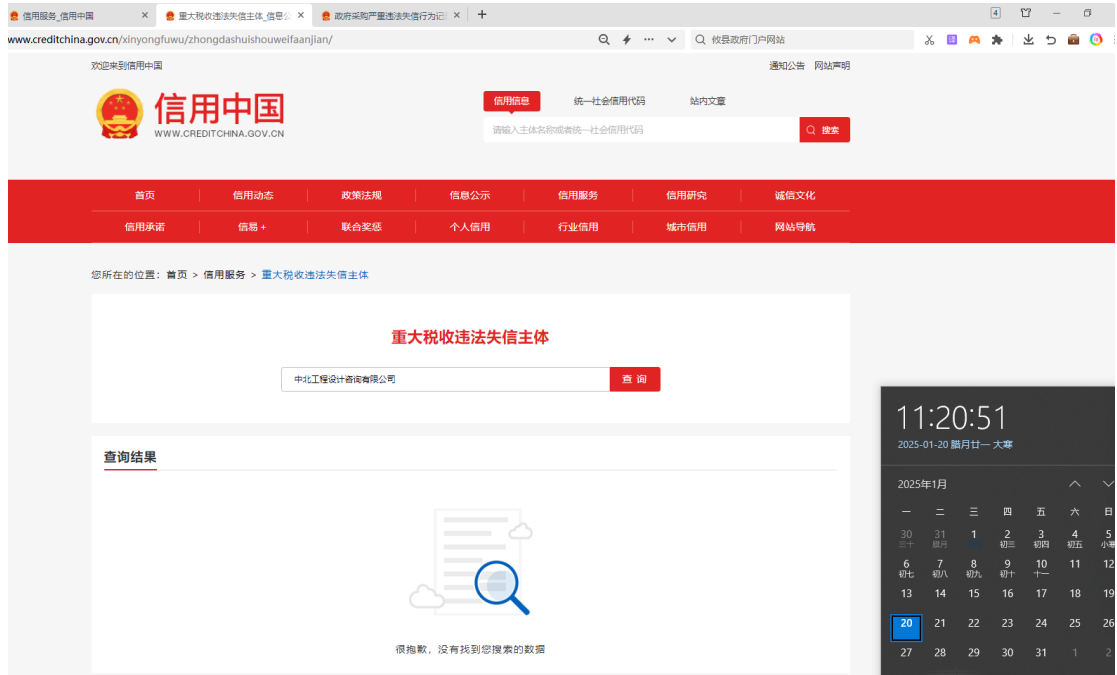 信用服务_信用中国
重大税收违法失信主体_信息公
政府采购严重违法失信行为记
4
www.creditchina.gov.cn/xinyongfuwu/zhongdashuishouweifaanjian/
攸县政府门户网站
欢迎来到信用中国
通知公告 网站声明
信用中国
WWW.CREDITCHINA.GOV.CN
信用信息 统一社会信用代码 站内文章
请输入主体名称或者统一社会信用代码
搜索
首页 信用动态 政策法规 信息公示 信用服务 信用研究 诚信文化
信用承诺 信易+ 联合奖惩 个人信用 行业信用 城市信用 网站导航
您所在的位置：首页 > 信用服务 > 重大税收违法失信主体
重大税收违法失信主体
中北工程设计咨询有限公司
查询
查询结果
很抱歉，没有找到您搜索的数据
11:20:51
2025-01-20 腊月廿一 大寒
2025年1月
一 二 三 四 五 六 日
30 31 1 2 3 4 5
三十 腊月 初三 初四 初五 小寒
6 7 8 9 10 11 12
初七 初八 初九 初十 十一
13 14 15 16 17 18 19
20 21 22 23 24 25 26
27 28 29 30 31 1 2